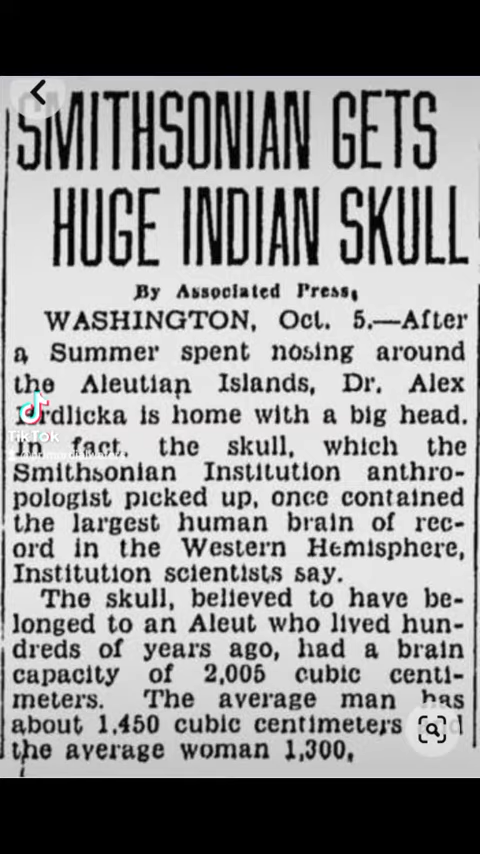 SMITHSONIAN GETS
HUGE INDIAN SKULL
By Associated Press.
WASHINGTON, Oct. 5.—After
a Summer spent nosing around
the Aleutian Islands, Dr. Alex
is home with a big head.
fact, the skull, which the
TikTok
Smithsonian Institution anthro-
pologist picked up, once contained
the largest human brain of rec-
ord in the Western Hemisphere,
Institution scientists say.
The skull, believed to have be-
longed to an Aleut who lived hun-
dreds of years ago, had a brain
capacity of 2,005 cubic centi-
meters. The average man has
about 1,450 cubic centimeters
the average woman 1,300,